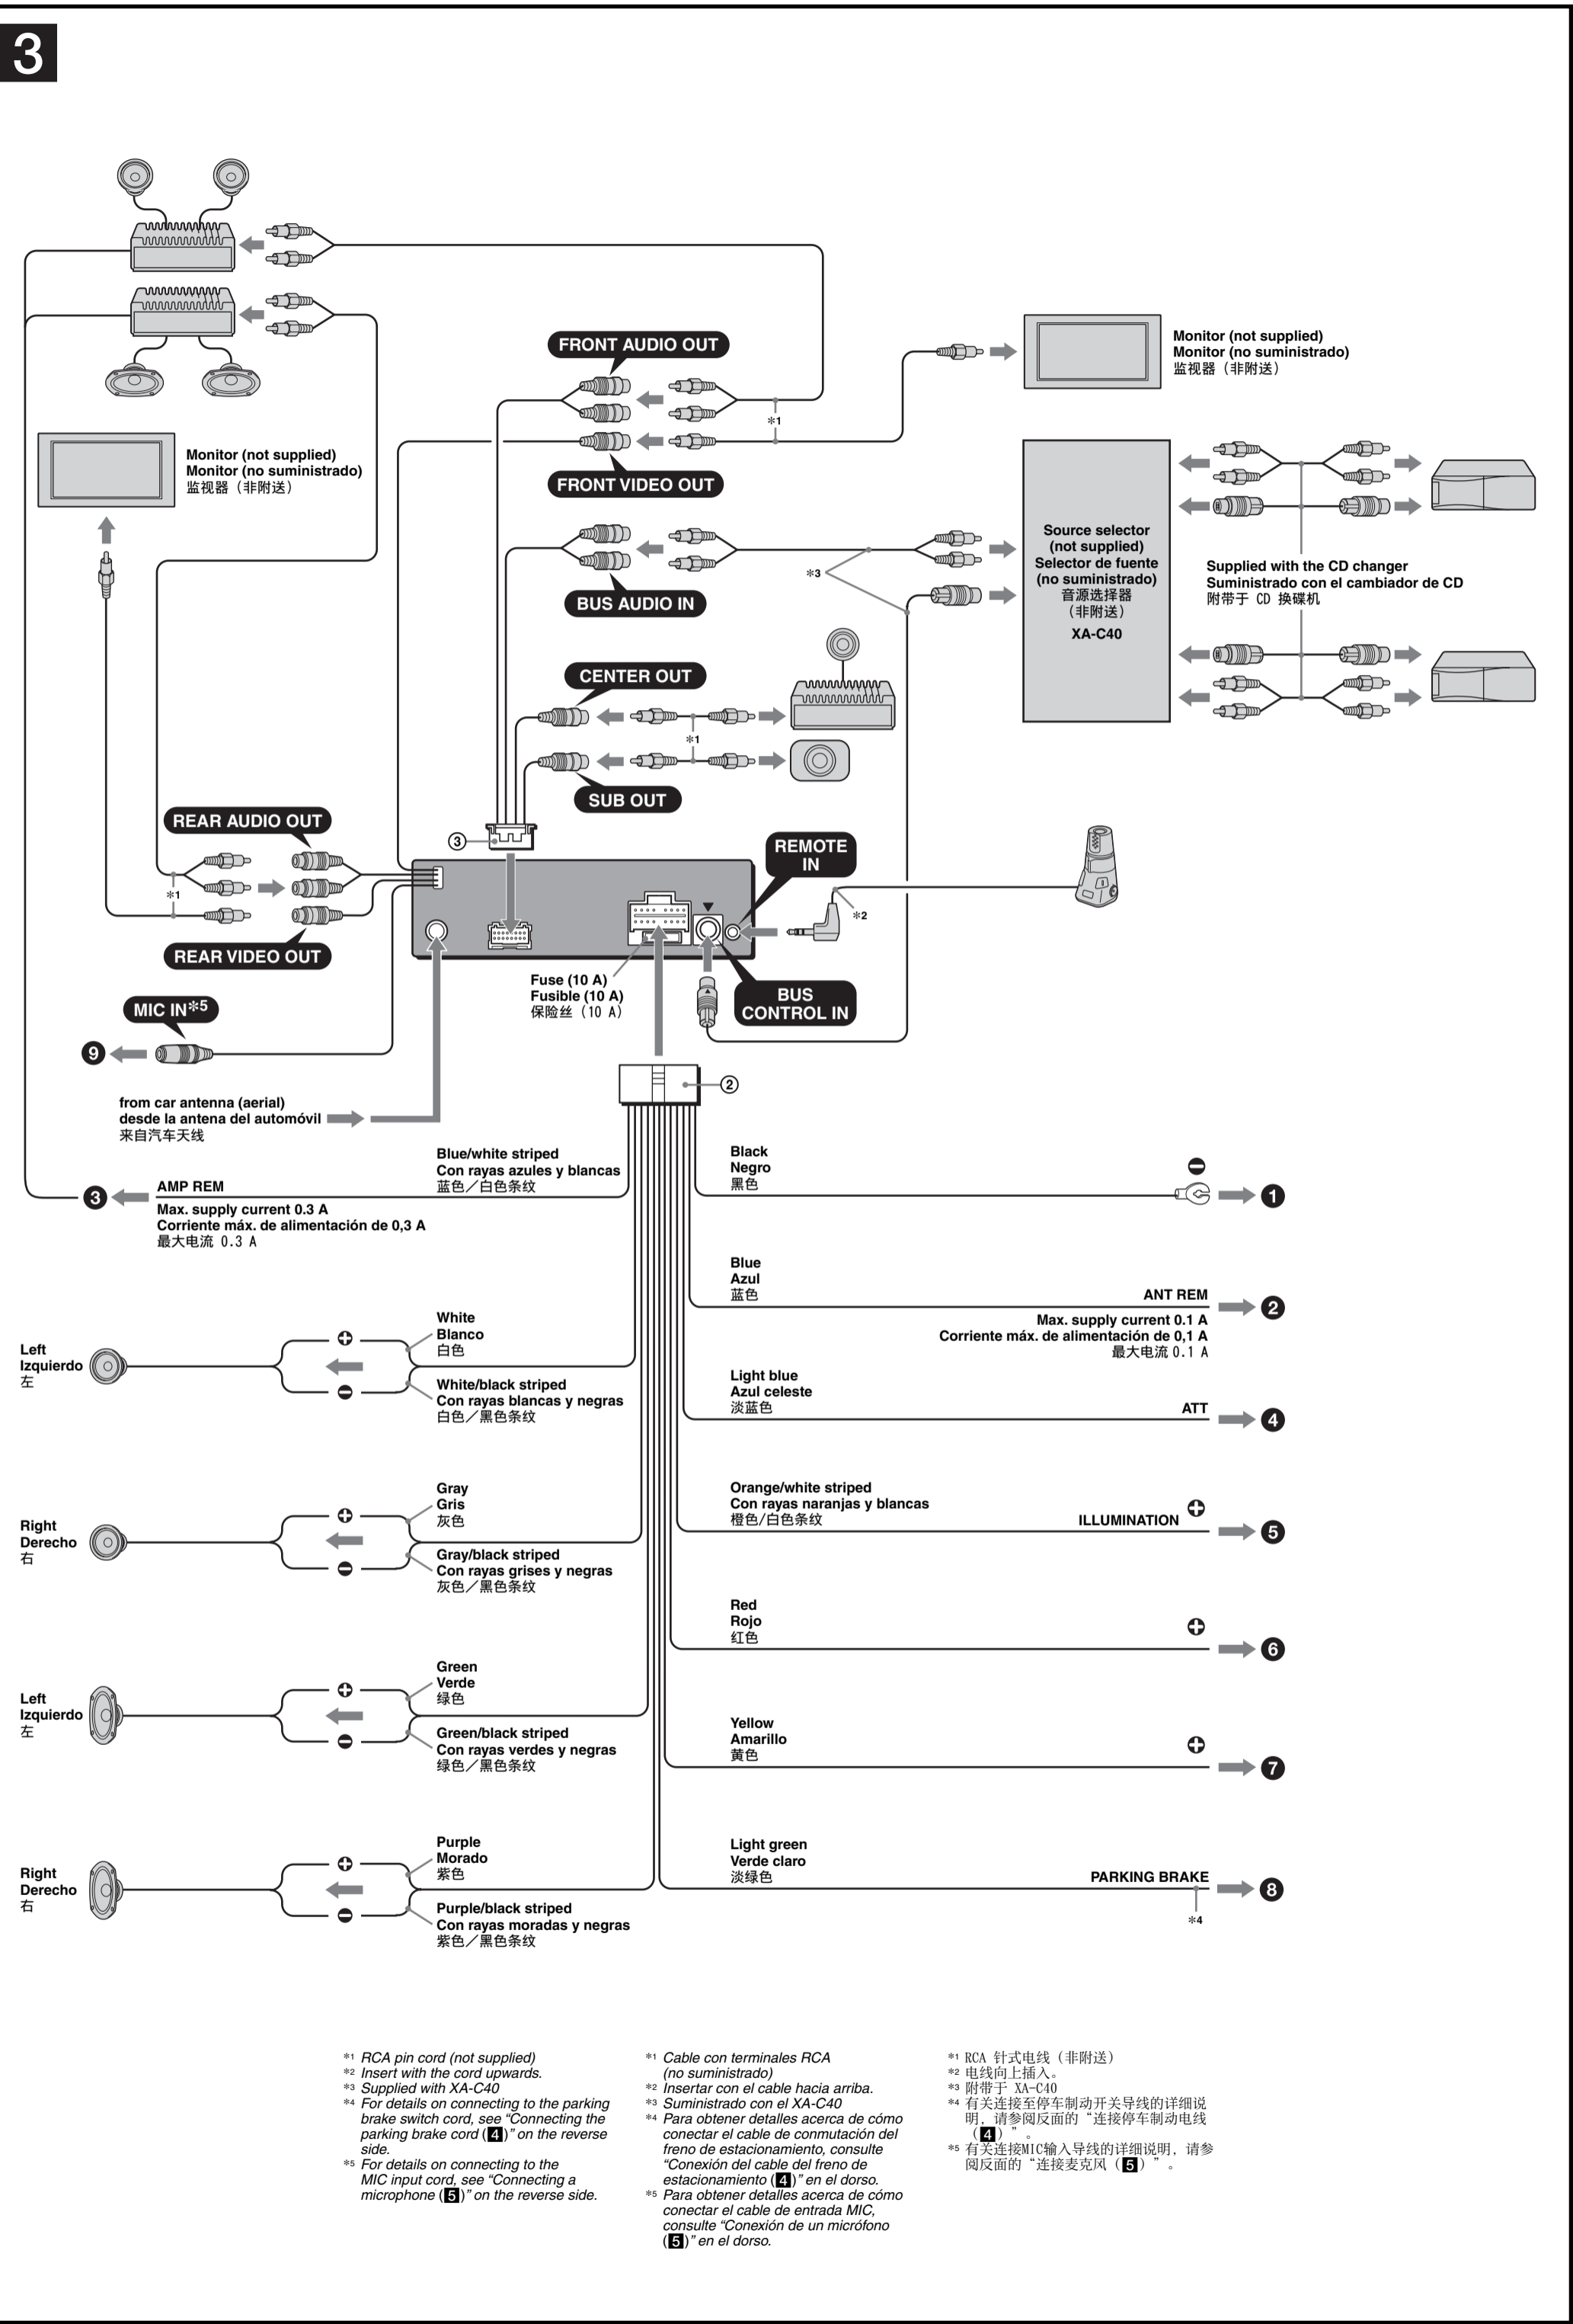 3
FRONT AUDIO OUT
*1
FRONT VIDEO OUT
Monitor (not supplied)
Monitor (no suministrado)
监视器（非附送）
Monitor (not supplied)
Monitor (no suministrado)
监视器（非附送）
BUS AUDIO IN
*3
Source selector
(not supplied)
Selector de fuente
(no suministrado)
音源选择器
（非附送）
XA-C40
Supplied with the CD changer
Suministrado con el cambiador de CD
附带于 CD 换碟机
CENTER OUT
*1
SUB OUT
REAR AUDIO OUT
*1
REAR VIDEO OUT
3
REMOTE
IN
*2
Fuse (10 A)
Fusible (10 A)
保险丝（10 A）
BUS
CONTROL IN
MIC IN*5
9
2
from car antenna (aerial)
desde la antena del automóvil
来自汽车天线
Blue/white striped
Con rayas azules y blancas
蓝色／白色条纹
3
AMP REM
Max. supply current 0.3 A
Corriente máx. de alimentación de 0,3 A
最大电流 0.3 A
Black
Negro
黑色
1
Blue
Azul
蓝色
ANT REM
2
Max. supply current 0.1 A
Corriente máx. de alimentación de 0,1 A
最大电流 0.1 A
Left
Izquierdo
左
White
Blanco
白色
White/black striped
Con rayas blancas y negras
白色／黑色条纹
Light blue
Azul celeste
淡蓝色
ATT
4
Right
Derecho
右
Gray
Gris
灰色
Gray/black striped
Con rayas grises y negras
灰色／黑色条纹
Orange/white striped
Con rayas naranjas y blancas
橙色/白色条纹
ILLUMINATION
5
Red
Rojo
红色
6
Left
Izquierdo
左
Green
Verde
绿色
Green/black striped
Con rayas verdes y negras
绿色／黑色条纹
Yellow
Amarillo
黄色
7
Right
Derecho
右
Purple
Morado
紫色
Purple/black striped
Con rayas moradas y negras
紫色／黑色条纹
Light green
Verde claro
淡绿色
PARKING BRAKE
8
*4
*1 RCA pin cord (not supplied)
*2 Insert with the cord upwards.
*3 Supplied with XA-C40
*4 For details on connecting to the parking
brake switch cord, see “Connecting the
parking brake cord (4)” on the reverse
side.
*5 For details on connecting to the
MIC input cord, see “Connecting a
microphone (5)” on the reverse side.
*1 Cable con terminales RCA
(no suministrado)
*2 Insertar con el cable hacia arriba.
*3 Suministrado con el XA-C40
*4 Para obtener detalles acerca de cómo
conectar el cable de conmutación del
freno de estacionamiento, consulte
“Conexión del cable del freno de
estacionamiento (4)” en el dorso.
*5 Para obtener detalles acerca de cómo
conectar el cable de entrada MIC,
consulte “Conexión de un micrófono
(5)” en el dorso.
*1 RCA 针式电线（非附送）
*2 电线向上插入。
*3 附带于 XA-C40
*4 有关连接至停车制动开关导线的详细说
明，请参阅反面的“连接停车制动电线
（4）”。
*5 有关连接MIC输入导线的详细说明，请参
阅反面的“连接麦克风（5）”。